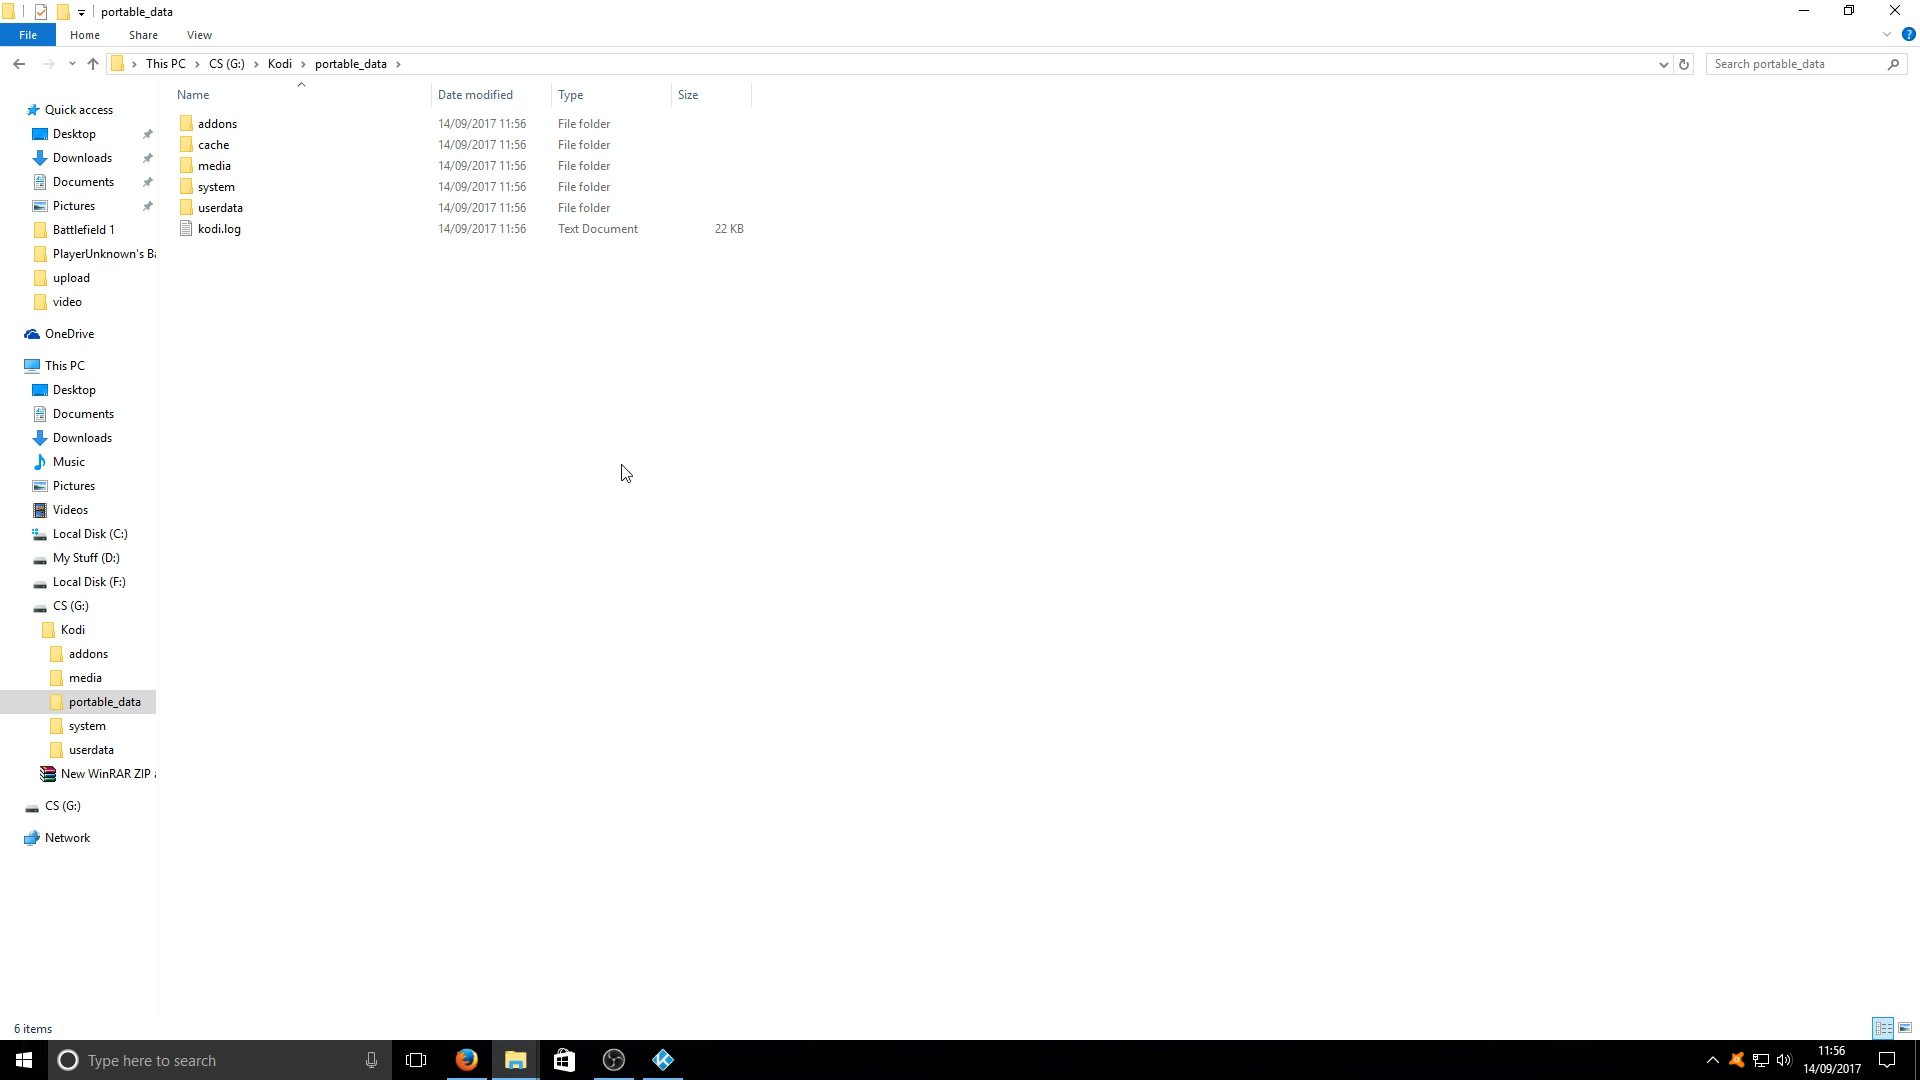 portable_data
File Home Share View
This PC CS (G:) Kodi portable_data
Search portable_data
Name Date modified Type Size
addons 14/09/2017 11:56 File folder
cache 14/09/2017 11:56 File folder
media 14/09/2017 11:56 File folder
system 14/09/2017 11:56 File folder
userdata 14/09/2017 11:56 File folder
kodi.log 14/09/2017 11:56 Text Document 22 KB
Quick access
Desktop
Downloads
Documents
Pictures
Battlefield 1
PlayerUnknown's Ba
upload
video
OneDrive
This PC
Desktop
Documents
Downloads
Music
Pictures
Videos
Local Disk (C:)
My Stuff (D:)
Local Disk (F:)
CS (G:)
Kodi
addons
media
portable_data
system
userdata
New WinRAR ZIP a
CS (G:)
Network
6 items
Type here to search
11:56
14/09/2017